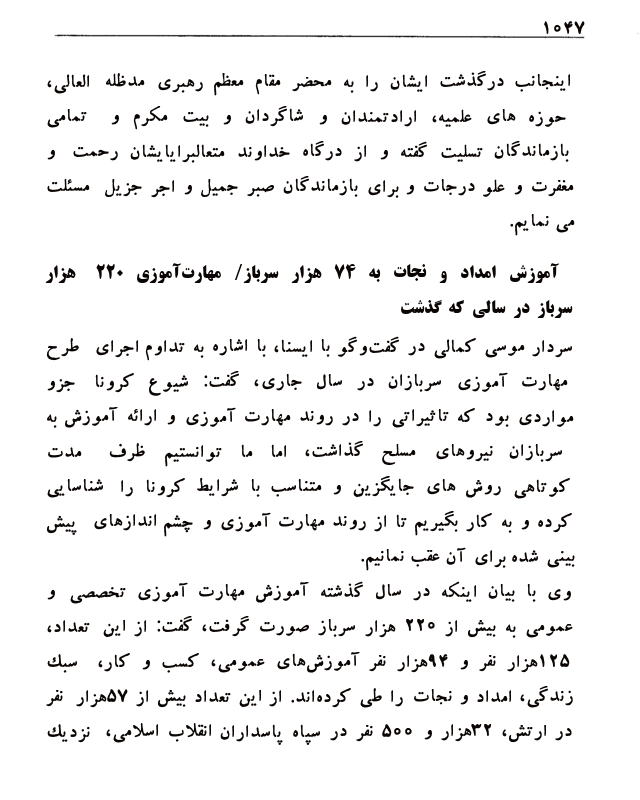 ۱۰۴۷
اینجانب درگذشت ایشان را به محضر مقام معظم رهبری مدظله العالی،
حوزه های علمیه، ارادتمندان و شاگردان و بیت مکرم و تمامی
بازماندگان تسلیت گفته و از درگاه خداوند متعالبرایایشان رحمت و
مغفرت و علو درجات و برای بازماندگان صبر جمیل و اجر جزیل مسئلت
می نمایم.
آموزش امداد و نجات به ۷۴ هزار سرباز/ مهارت‌آموزی ۲۲۰ هزار
سرباز در سالی که گذشت
سردار موسی کمالی در گفت‌وگو با ایسنا، با اشاره به تداوم اجرای طرح
مهارت آموزی سربازان در سال جاری، گفت: شیوع کرونا جزو
مواردی بود که تاثیراتی را در روند مهارت آموزی و ارائه آموزش به
سربازان نیروهای مسلح گذاشت، اما ما توانستیم ظرف مدت
کوتاهی روش های جایگزین و متناسب با شرایط کرونا را شناسایی
کرده و به کار بگیریم تا از روند مهارت آموزی و چشم اندازهای پیش
بینی شده برای آن عقب نمانیم.
وی با بیان اینکه در سال گذشته آموزش مهارت آموزی تخصصی و
عمومی به بیش از ۲۲۰ هزار سرباز صورت گرفت، گفت: از این تعداد،
۱۲۵هزار نفر و ۹۴هزار نفر آموزش‌های عمومی، کسب و کار، سبک
زندگی، امداد و نجات را طی کرده‌اند. از این تعداد بیش از ۵۷هزار نفر
در ارتش، ۳۲هزار و ۵۰۰ نفر در سپاه پاسداران انقلاب اسلامی، نزدیک